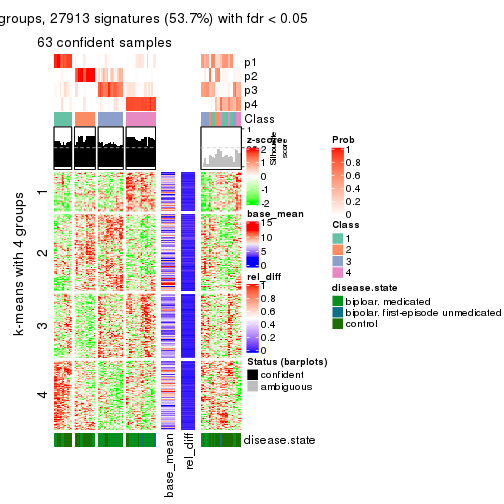 groups, 27913 signatures (53.7%) with fdr < 0.05
63 confident samples
p1
p2
p3
p4
Class
1
Silhouette
score
k-means with 4 groups
1
2
3
4
base_mean
rel_diff
disease.state
z-score
2
1
0
-1
-2
base_mean
15
10
5
0
rel_diff
1
0.8
0.6
0.4
0.2
0
Status (barplots)
confident
ambiguous
Prob
1
0.8
0.6
0.4
0.2
0
Class
1
2
3
4
disease.state
biploar. medicated
bipolar. first-episode unmedicated
control